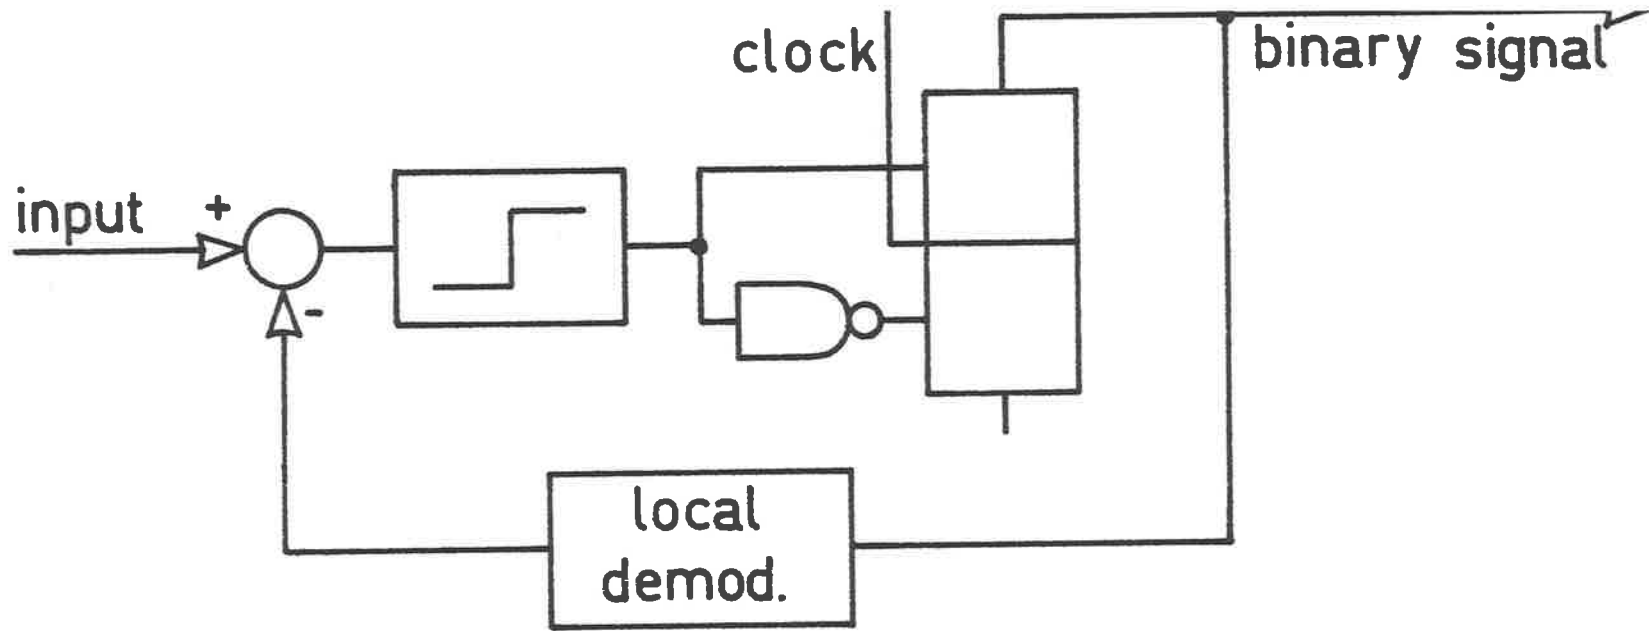 clock
binary signal
input
+
-
local
demod.